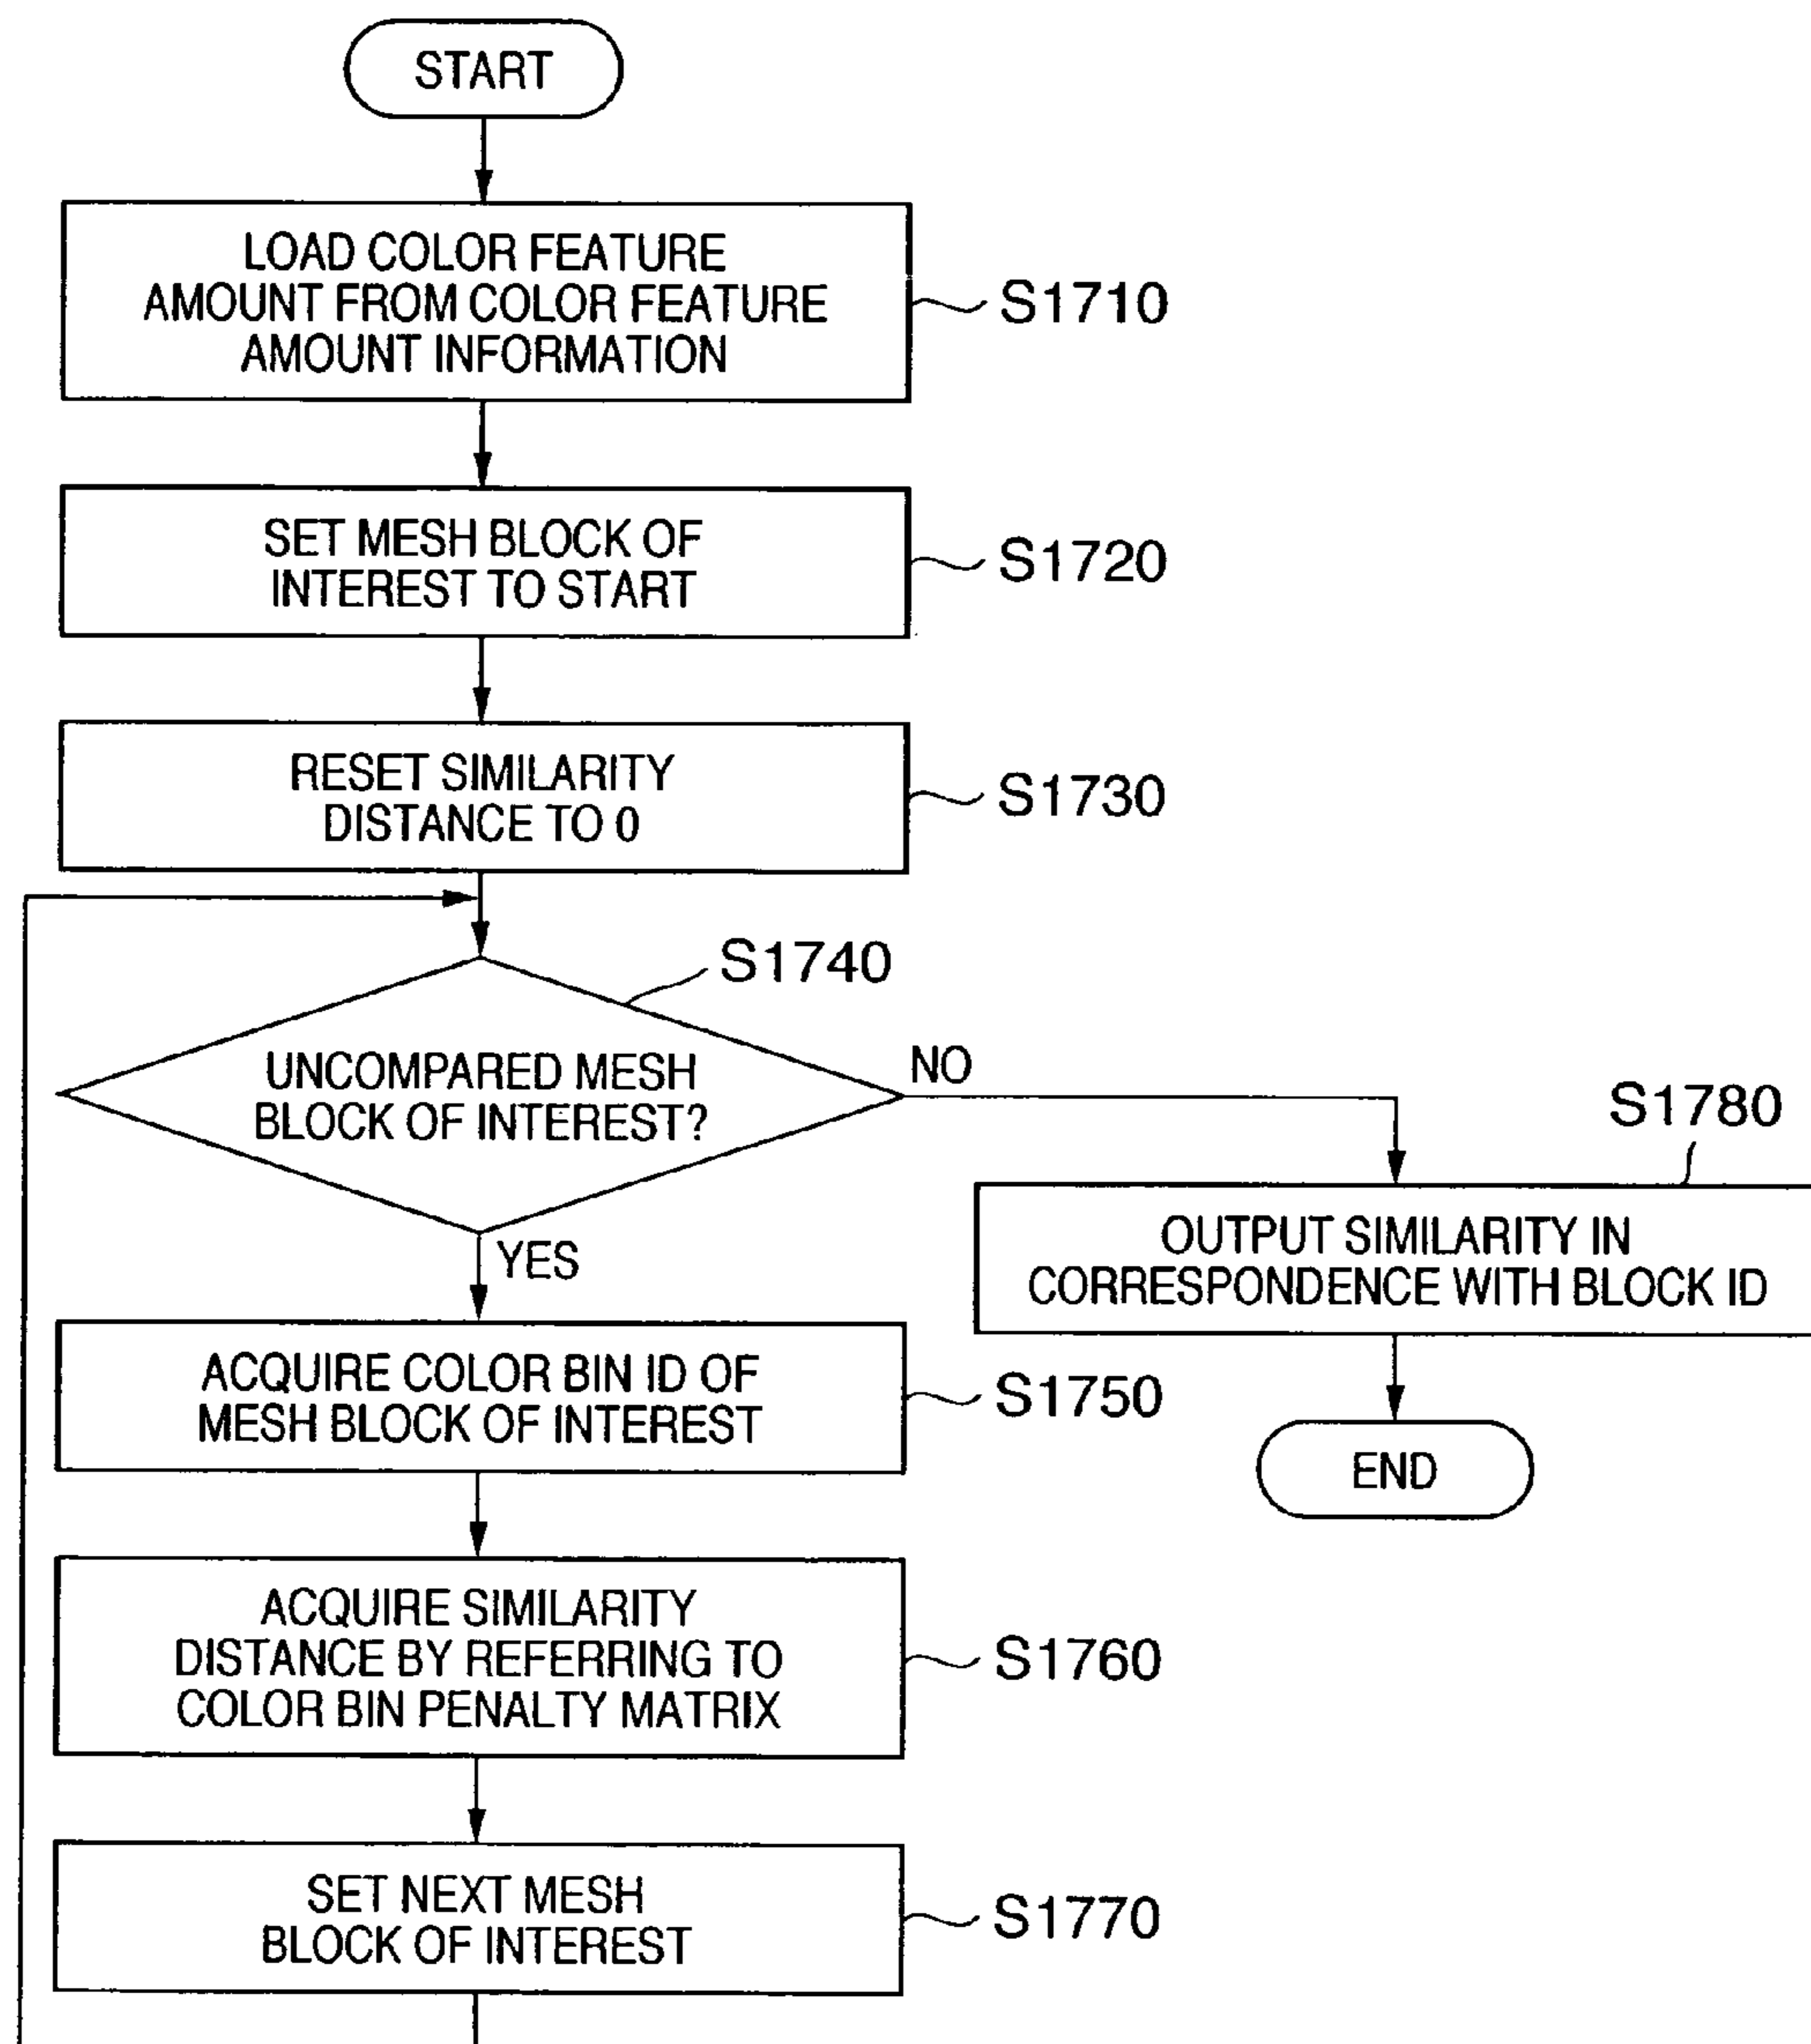 START
LOAD COLOR FEATURE
AMOUNT FROM COLOR FEATURE
AMOUNT INFORMATION
S1710
SET MESH BLOCK OF
INTEREST TO START
S1720
RESET SIMILARITY
DISTANCE TO 0
S1730
S1740
UNCOMPARED MESH
BLOCK OF INTEREST?
NO
YES
S1780
OUTPUT SIMILARITY IN
CORRESPONDENCE WITH BLOCK ID
END
ACQUIRE COLOR BIN ID OF
MESH BLOCK OF INTEREST
S1750
ACQUIRE SIMILARITY
DISTANCE BY REFERRING TO
COLOR BIN PENALTY MATRIX
S1760
SET NEXT MESH
BLOCK OF INTEREST
S1770